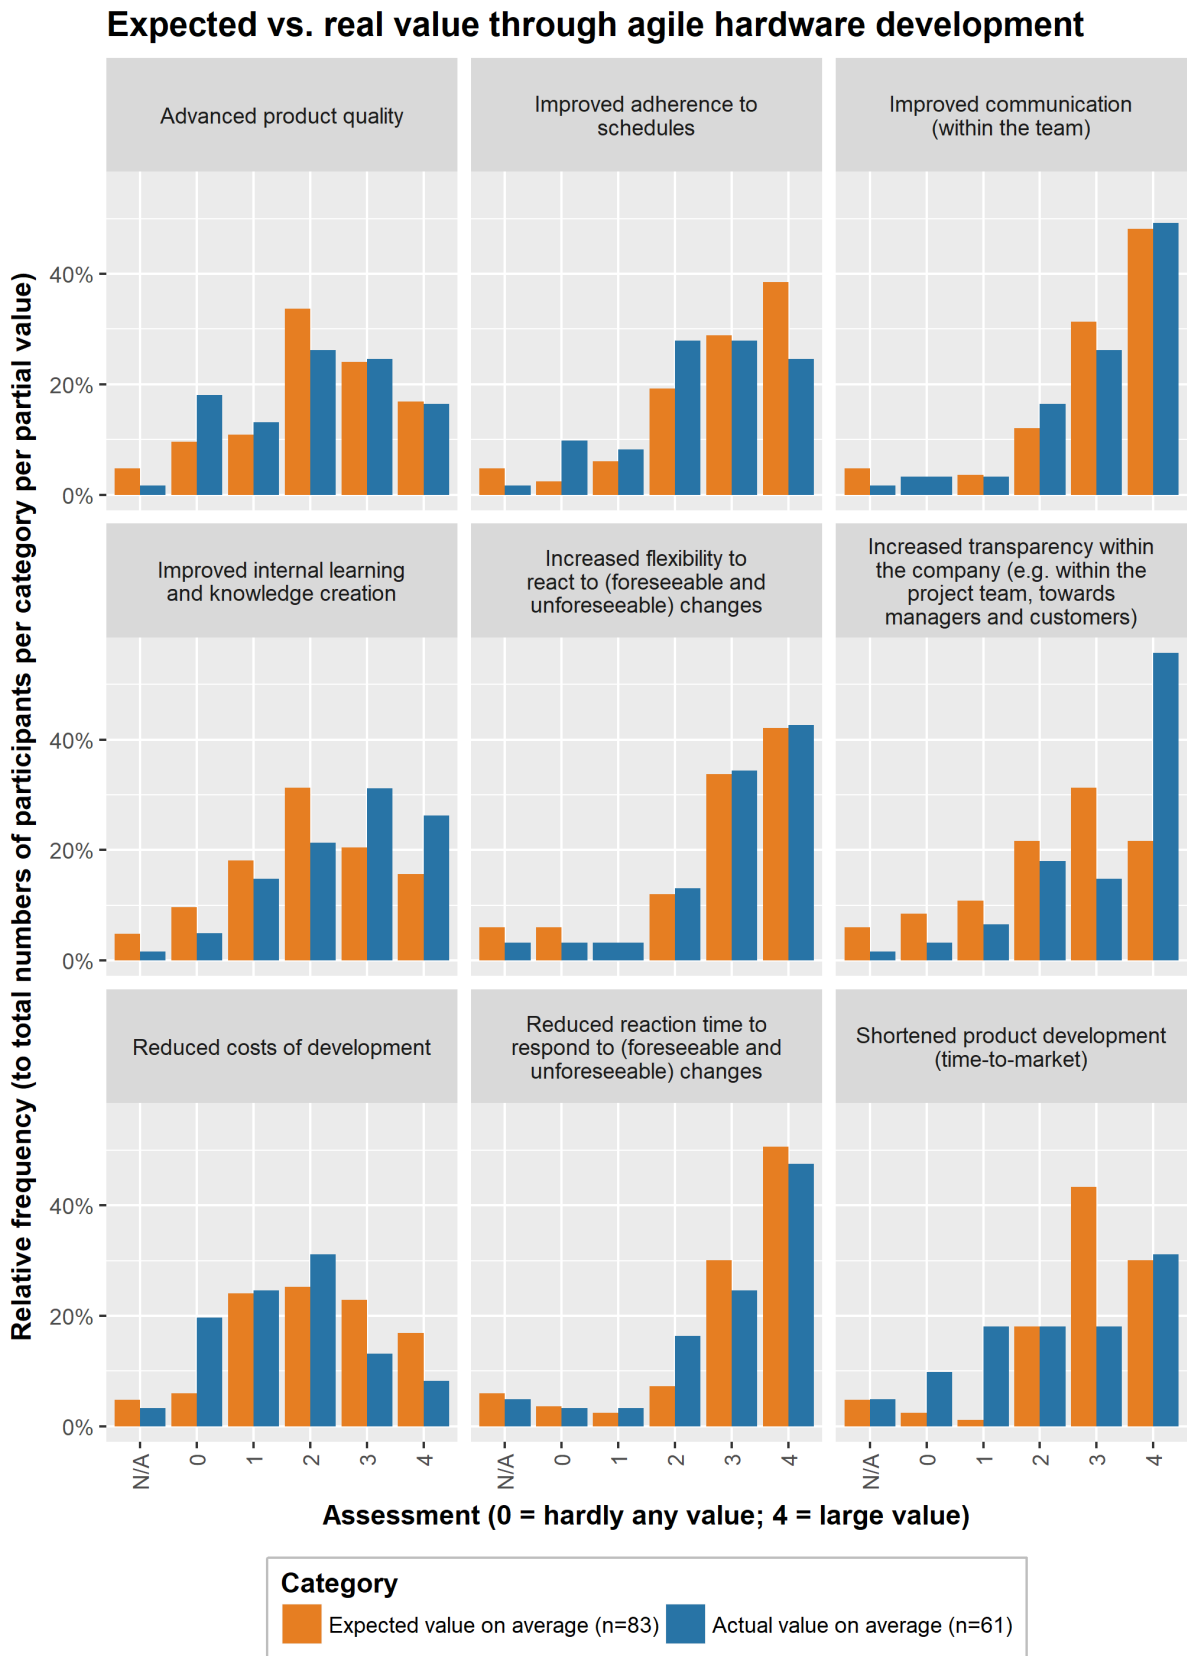 Expected vs. real value through agile hardware development
Relative frequency (to total numbers of participants per category per partial value)
Advanced product quality
Improved adherence to
schedules
Improved communication
(within the team)
40%
20%
0%
Improved internal learning
and knowledge creation
Increased flexibility to
react to (foreseeable and
unforeseeable) changes
Increased transparency within
the company (e.g. within the
project team, towards
managers and customers)
40%
20%
0%
Reduced costs of development
Reduced reaction time to
respond to (foreseeable and
unforeseeable) changes
Shortened product development
(time-to-market)
40%
20%
0%
N/A 0 1 2 3 4
N/A 0 1 2 3 4
N/A 0 1 2 3 4
Assessment (0 = hardly any value; 4 = large value)
Category
Expected value on average (n=83)
Actual value on average (n=61)